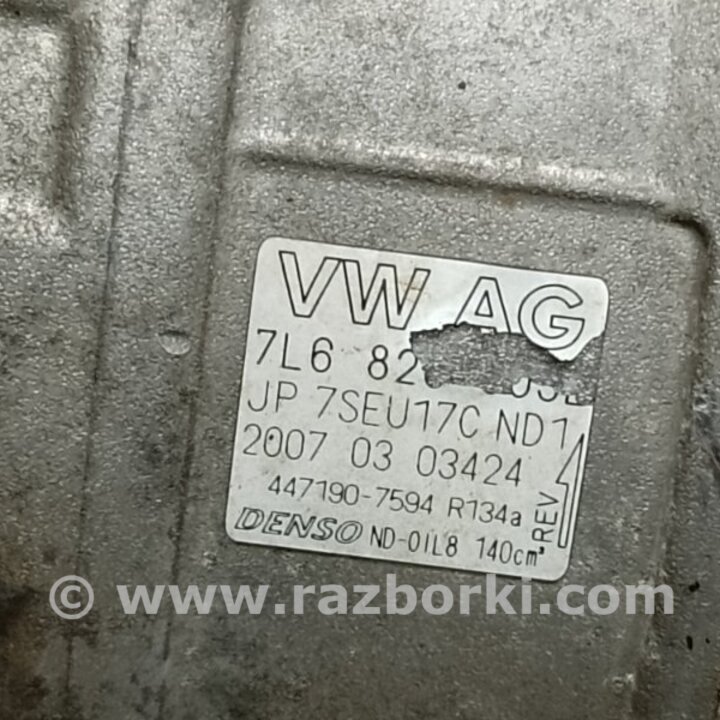 VW AG
7L6
JP 7SEU17C ND1
2007 03 03424
447190-7594 R134a
REV
DENSO ND-OIL8 140cm³
© www.razborki.com